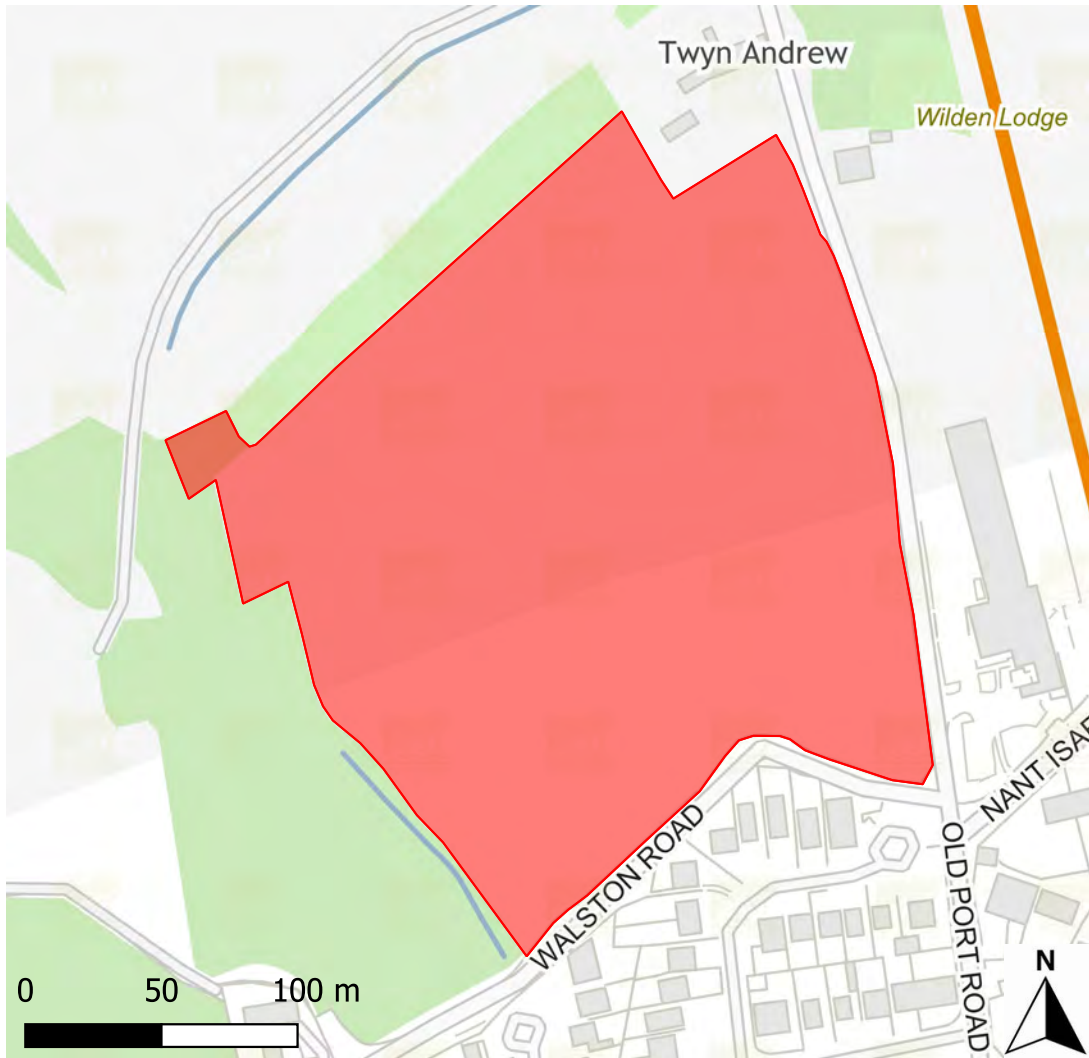 Twyn Andrew
Wilden Lodge
WALSTON ROAD
OLD PORT ROAD
NANT ISAF
0 50 100 m
N